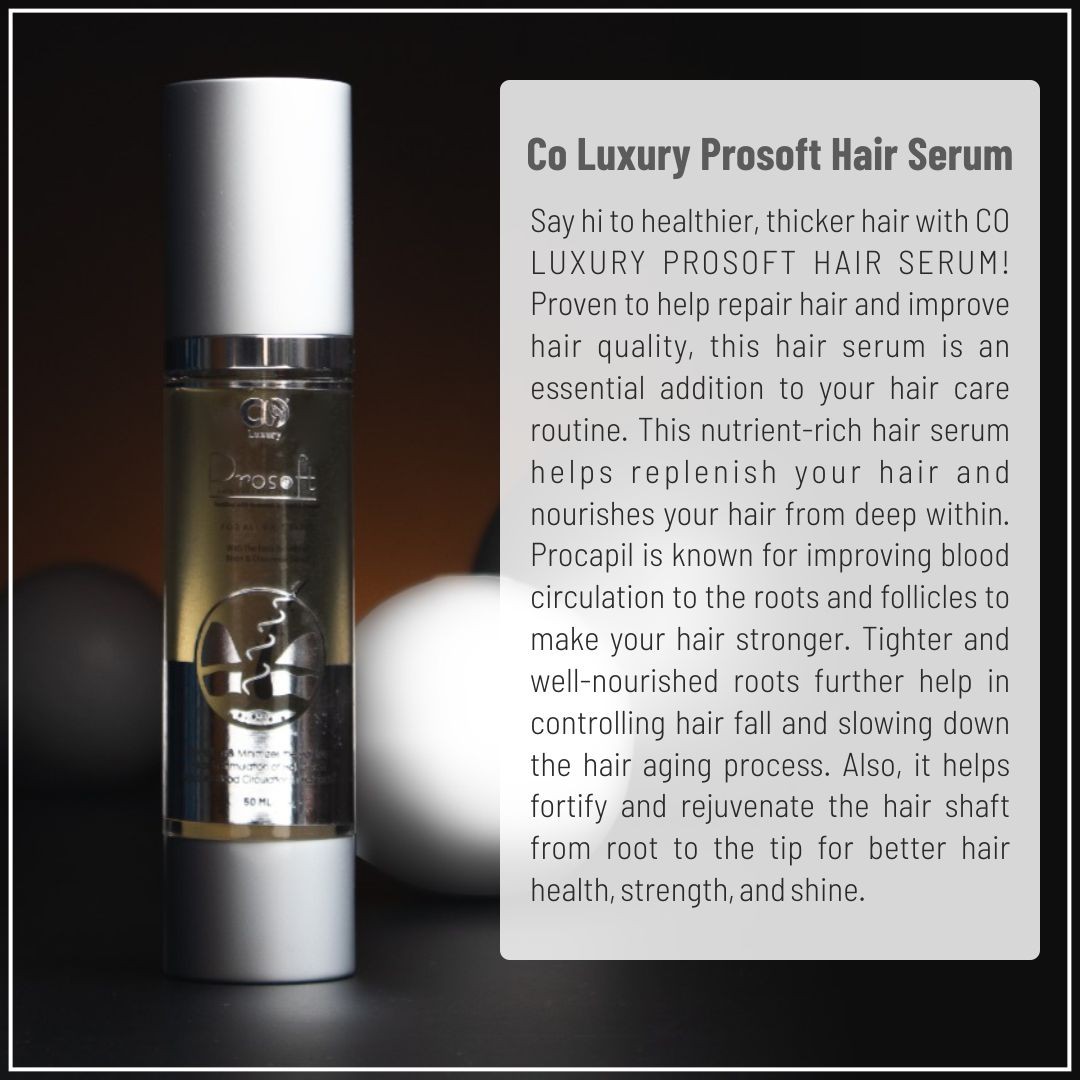 CO
Luxury
Prosoft
& Minimizes
50 ML
Co Luxury Prosoft Hair Serum
Say hi to healthier, thicker hair with CO
LUXURY PROSOFT HAIR SERUM!
Proven to help repair hair and improve
hair quality, this hair serum is an
essential addition to your hair care
routine. This nutrient-rich hair serum
helps replenish your hair and
nourishes your hair from deep within.
Procapil is known for improving blood
circulation to the roots and follicles to
make your hair stronger. Tighter and
well-nourished roots further help in
controlling hair fall and slowing down
the hair aging process. Also, it helps
fortify and rejuvenate the hair shaft
from root to the tip for better hair
health, strength, and shine.